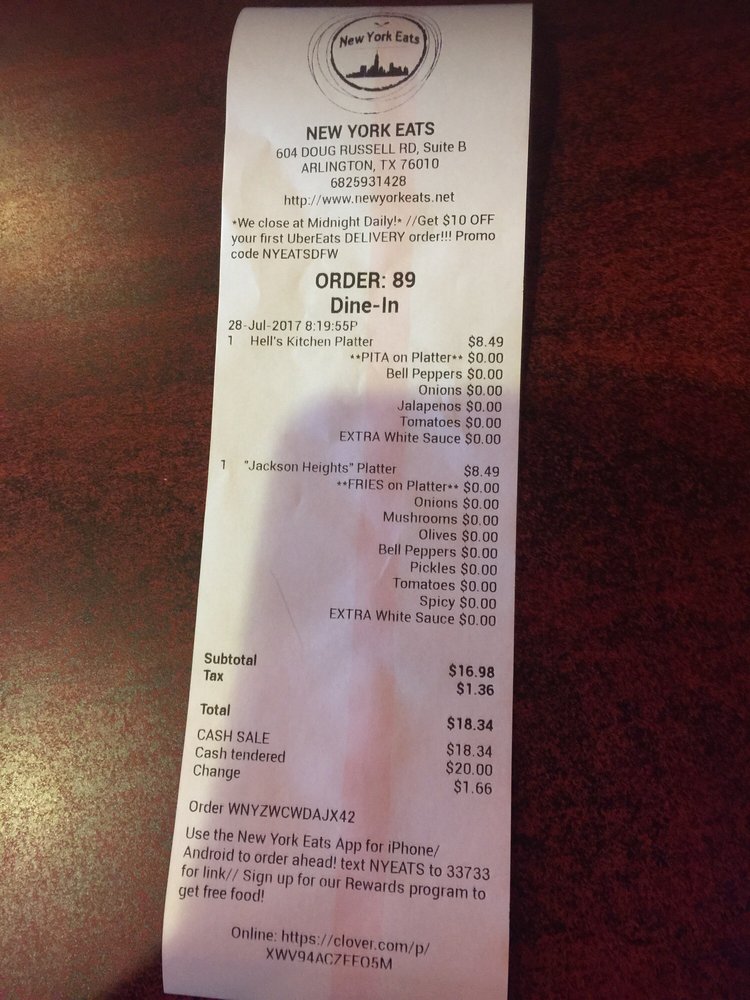 New York Eats
NEW YORK EATS
604 DOUG RUSSELL RD, Suite B
ARLINGTON, TX 76010
6825931428
http://www.newyorkeats.net
*We close at Midnight Daily!* //Get $10 OFF
your first UberEats DELIVERY order!!! Promo
code NYEATSDFW
ORDER: 89
Dine-In
28-Jul-2017 8:19:55P
1 Hell's Kitchen Platter $8.49
**PITA on Platter** $0.00
Bell Peppers $0.00
Onions $0.00
Jalapenos $0.00
Tomatoes $0.00
EXTRA White Sauce $0.00
1 "Jackson Heights" Platter $8.49
**FRIES on Platter** $0.00
Onions $0.00
Mushrooms $0.00
Olives $0.00
Bell Peppers $0.00
Pickles $0.00
Tomatoes $0.00
Spicy $0.00
EXTRA White Sauce $0.00
Subtotal $16.98
Tax $1.36
Total $18.34
CASH SALE $18.34
Cash tendered $20.00
Change $1.66
Order WNYZWCWDAJX42
Use the New York Eats App for iPhone/
Android to order ahead! text NYEATS to 33733
for link// Sign up for our Rewards program to
get free food!
Online: https://clover.com/p/